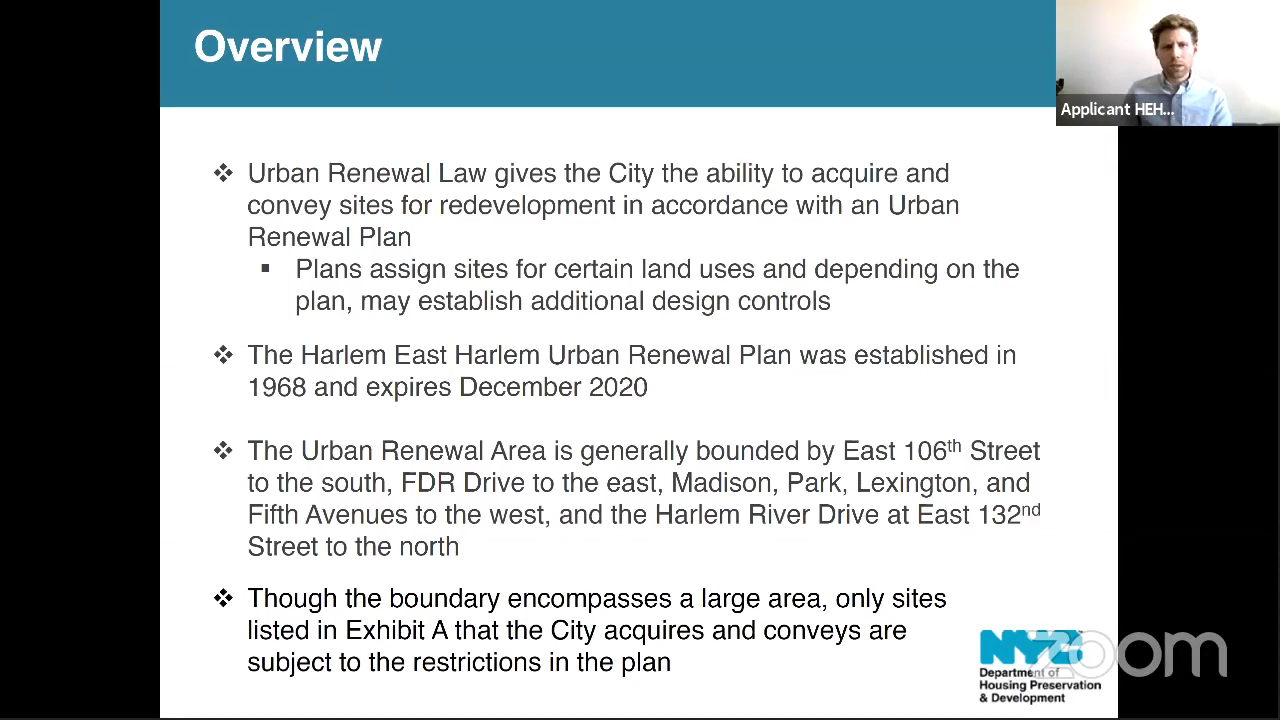 Overview
Applicant HEH...
❖ Urban Renewal Law gives the City the ability to acquire and
convey sites for redevelopment in accordance with an Urban
Renewal Plan
▪ Plans assign sites for certain land uses and depending on the
plan, may establish additional design controls
❖ The Harlem East Harlem Urban Renewal Plan was established in
1968 and expires December 2020
❖ The Urban Renewal Area is generally bounded by East 106th Street
to the south, FDR Drive to the east, Madison, Park, Lexington, and
Fifth Avenues to the west, and the Harlem River Drive at East 132nd
Street to the north
❖ Though the boundary encompasses a large area, only sites
listed in Exhibit A that the City acquires and conveys are
subject to the restrictions in the plan
NYC
zoom
Department of
Housing Preservation
& Development